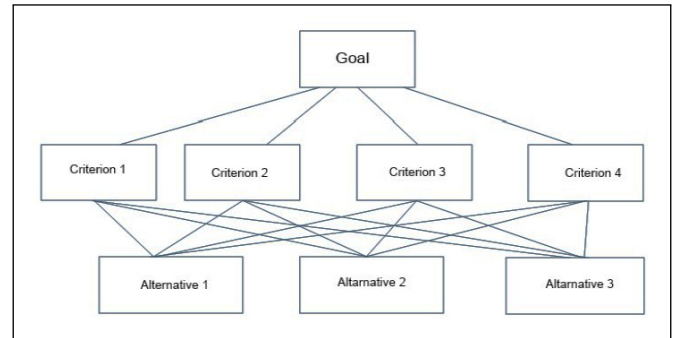 Goal
Criterion 1
Criterion 2
Criterion 3
Criterion 4
Alternative 1
Altarnative 2
Altarnative 3